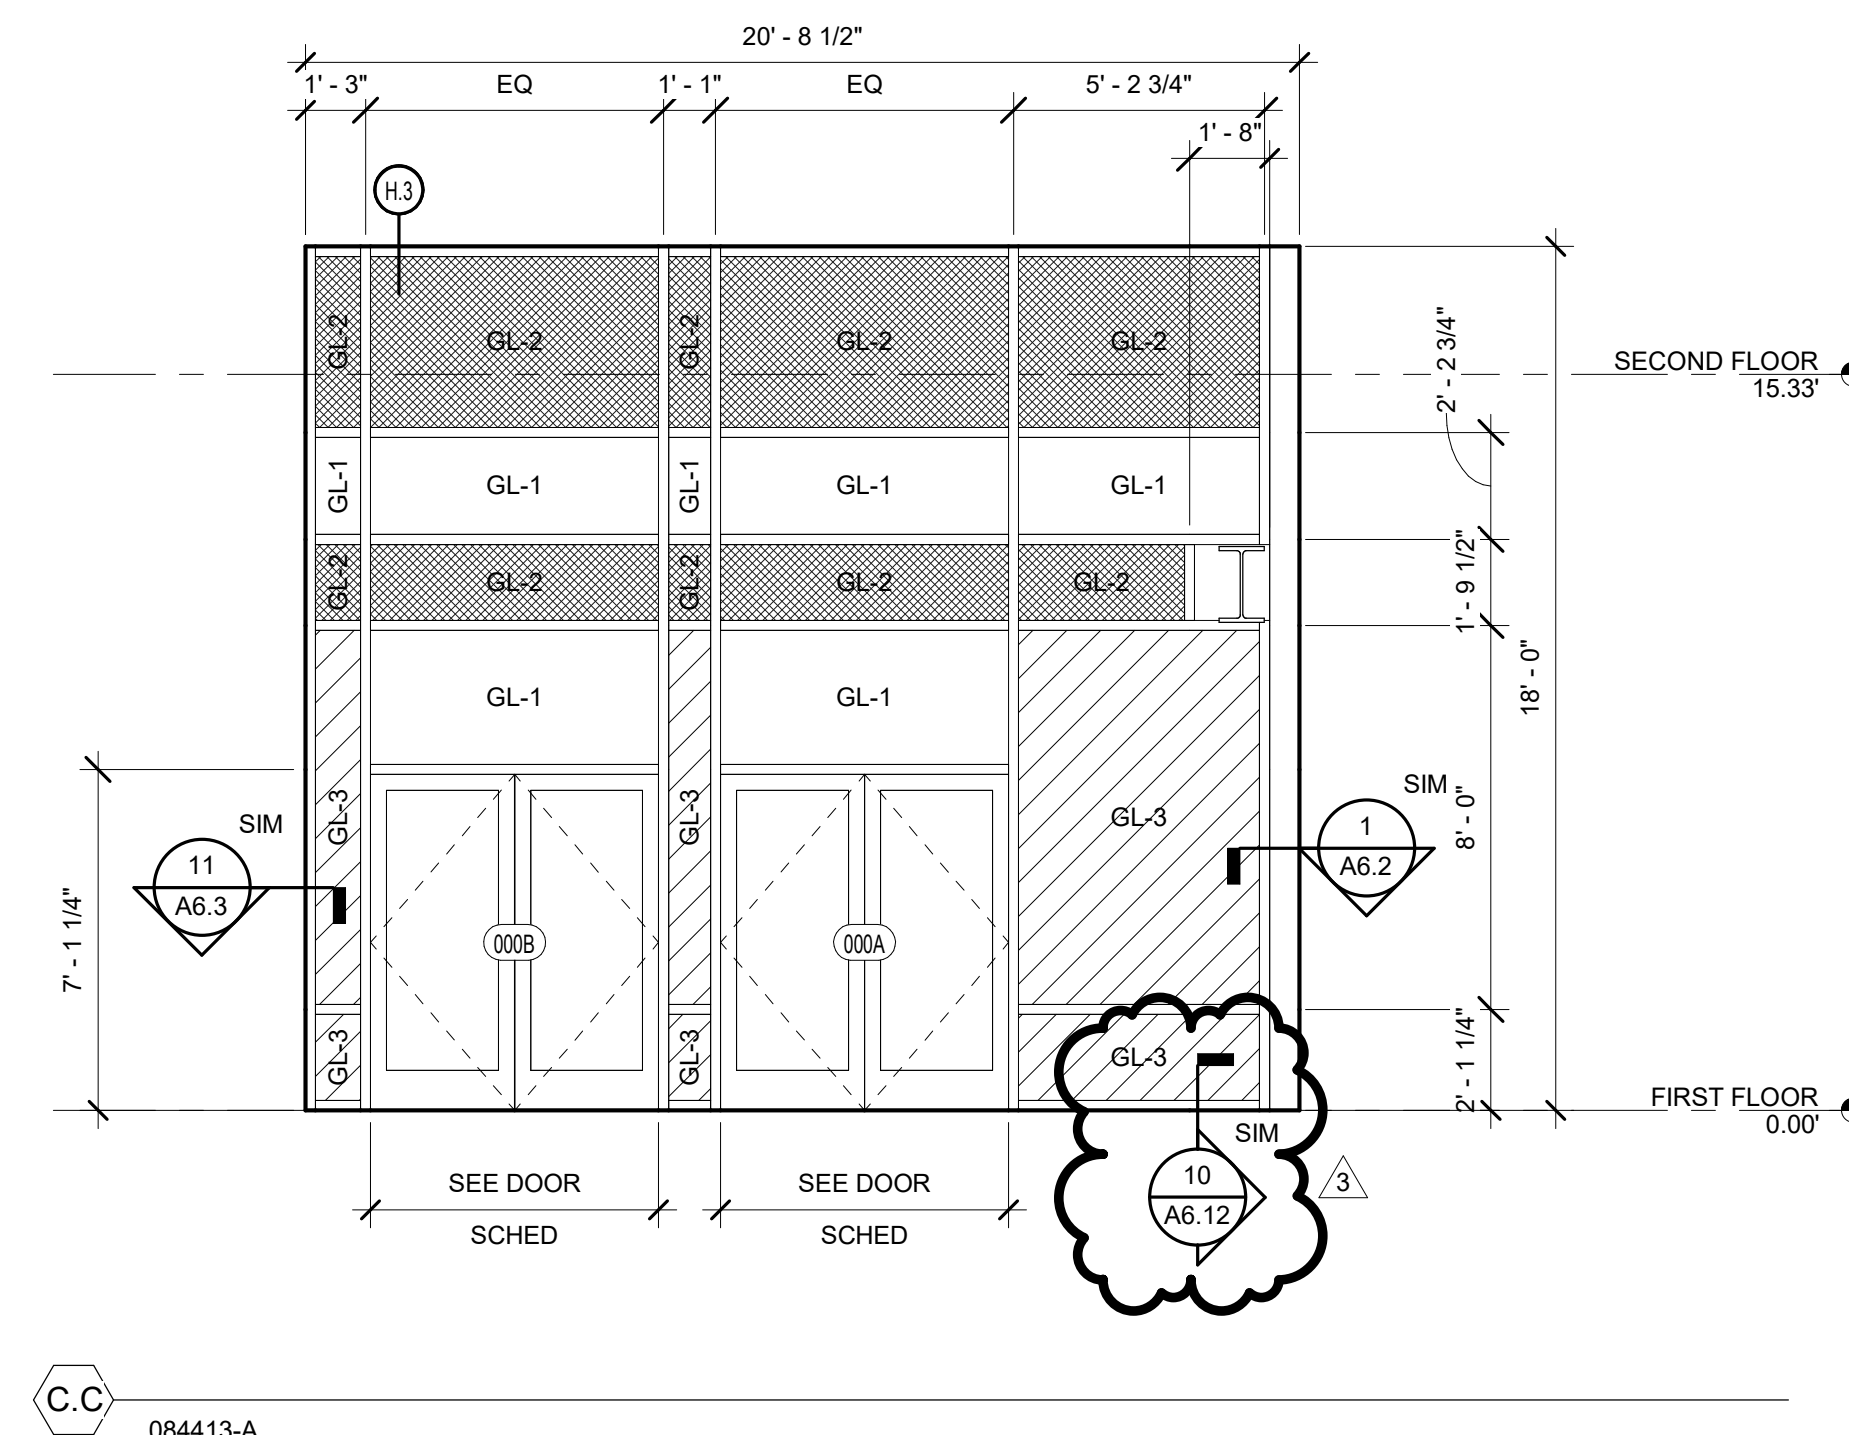 20' - 8 1/2"
1' - 3"
EQ
1' - 1"
EQ
5' - 2 3/4"
1' - 8"
H.3
GL-2
GL-2
GL-2
GL-2
GL-2
2' - 2 3/4"
SECOND FLOOR
15.33'
GL-1
GL-1
GL-1
GL-1
GL-1
GL-2
GL-2
GL-2
GL-2
GL-2
1' - 9 1/2"
GL-1
GL-1
18' - 0"
GL-3
GL-3
GL-3
SIM
11
A6.3
SIM
1
A6.2
8' - 0"
7' - 1 1/4"
000B
000A
GL-3
GL-3
GL-3
2' - 1 1/4"
FIRST FLOOR
0.00'
SIM
10
A6.12
3
SEE DOOR
SCHED
SEE DOOR
SCHED
C.C
084413-A